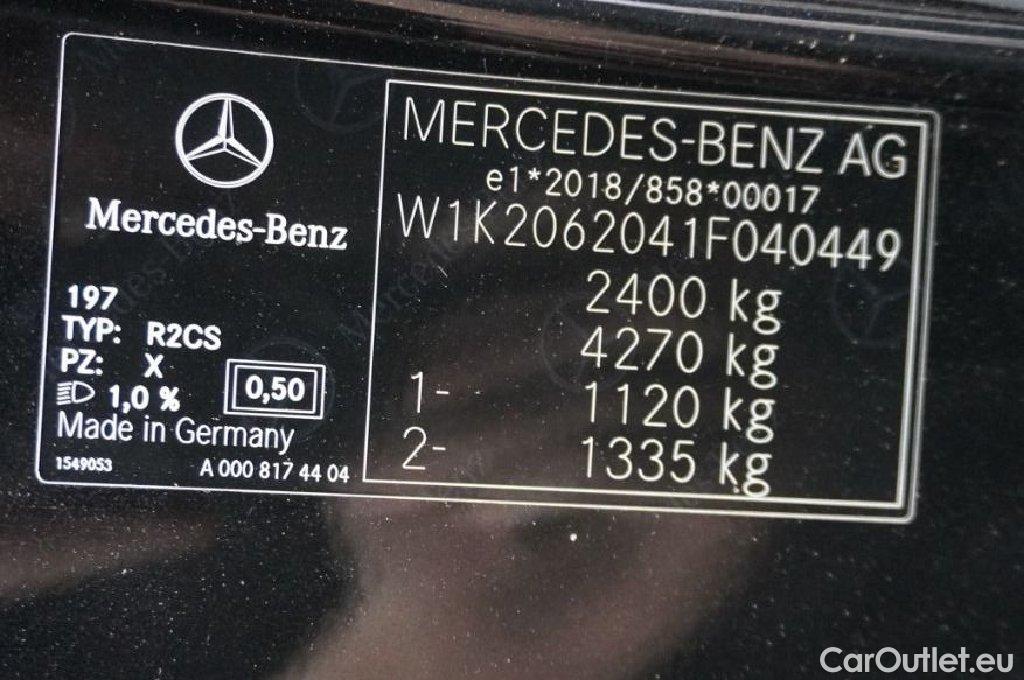 Mercedes-Benz
197
TYP: R2CS
PZ: X
1,0 %
0,50
Made in Germany
1549053 A 000 817 44 04
MERCEDES-BENZ AG
e1*2018/858*00017
W1K2062041F040449
2400 kg
4270 kg
1- 1120 kg
2- 1335 kg
CarOutlet.eu